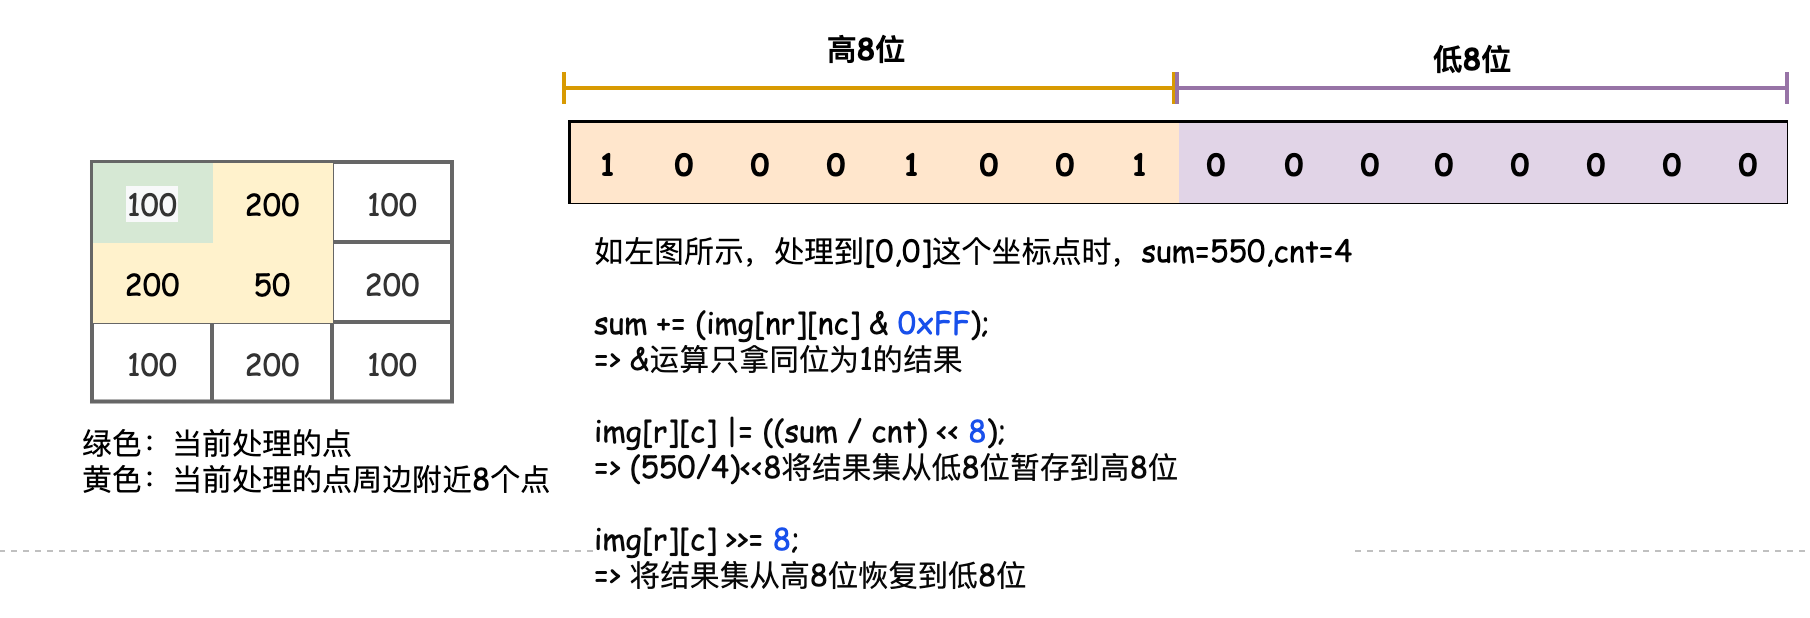 高8位
低8位
1 0 0 0 1 0 0 1 0 0 0 0 0 0 0 0
100 200 100
200 50 200
100 200 100
绿色：当前处理的点
黄色：当前处理的点周边附近8个点
如左图所示，处理到[0,0]这个坐标点时，sum=550,cnt=4
sum += (img[nr][nc] & 0xFF);
=> &运算只拿同位为1的结果
img[r][c] |= ((sum / cnt) << 8);
=> (550/4)<<8将结果集从低8位暂存到高8位
img[r][c] >>= 8;
=> 将结果集从高8位恢复到低8位